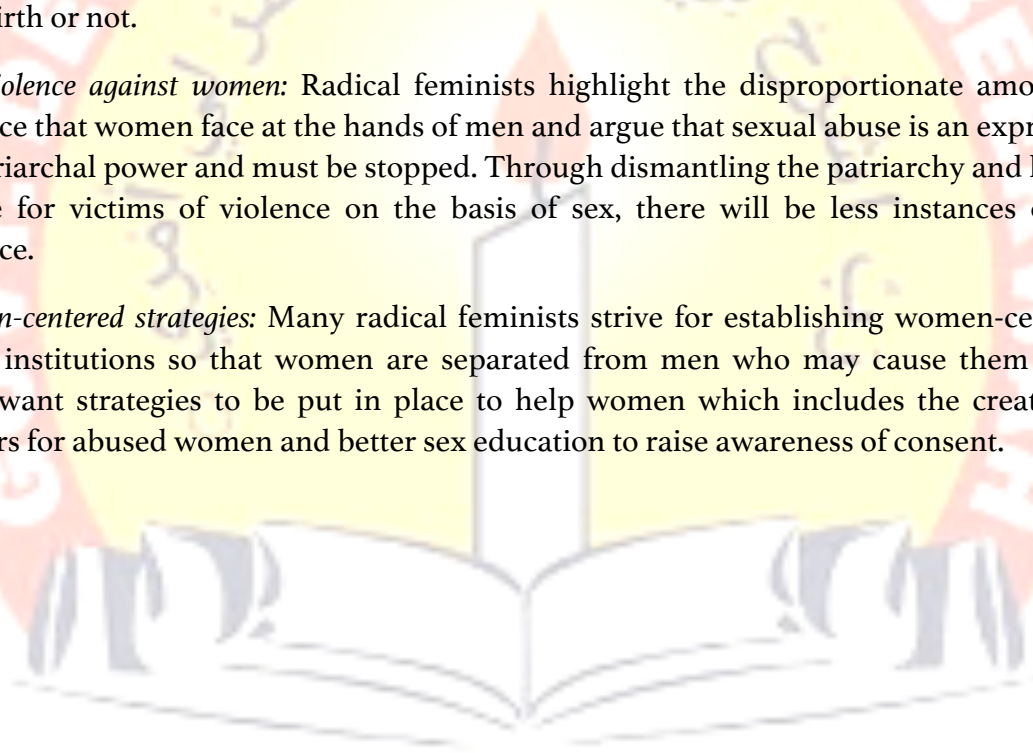 irth or not.
iolence against women: Radical feminists highlight the disproportionate amo
ce that women face at the hands of men and argue that sexual abuse is an expr
riarchal power and must be stopped. Through dismantling the patriarchy and
e for victims of violence on the basis of sex, there will be less instances
ce.
n-centered strategies: Many radical feminists strive for establishing women-ce
institutions so that women are separated from men who may cause them
want strategies to be put in place to help women which includes the creat
rs for abused women and better sex education to raise awareness of consent.